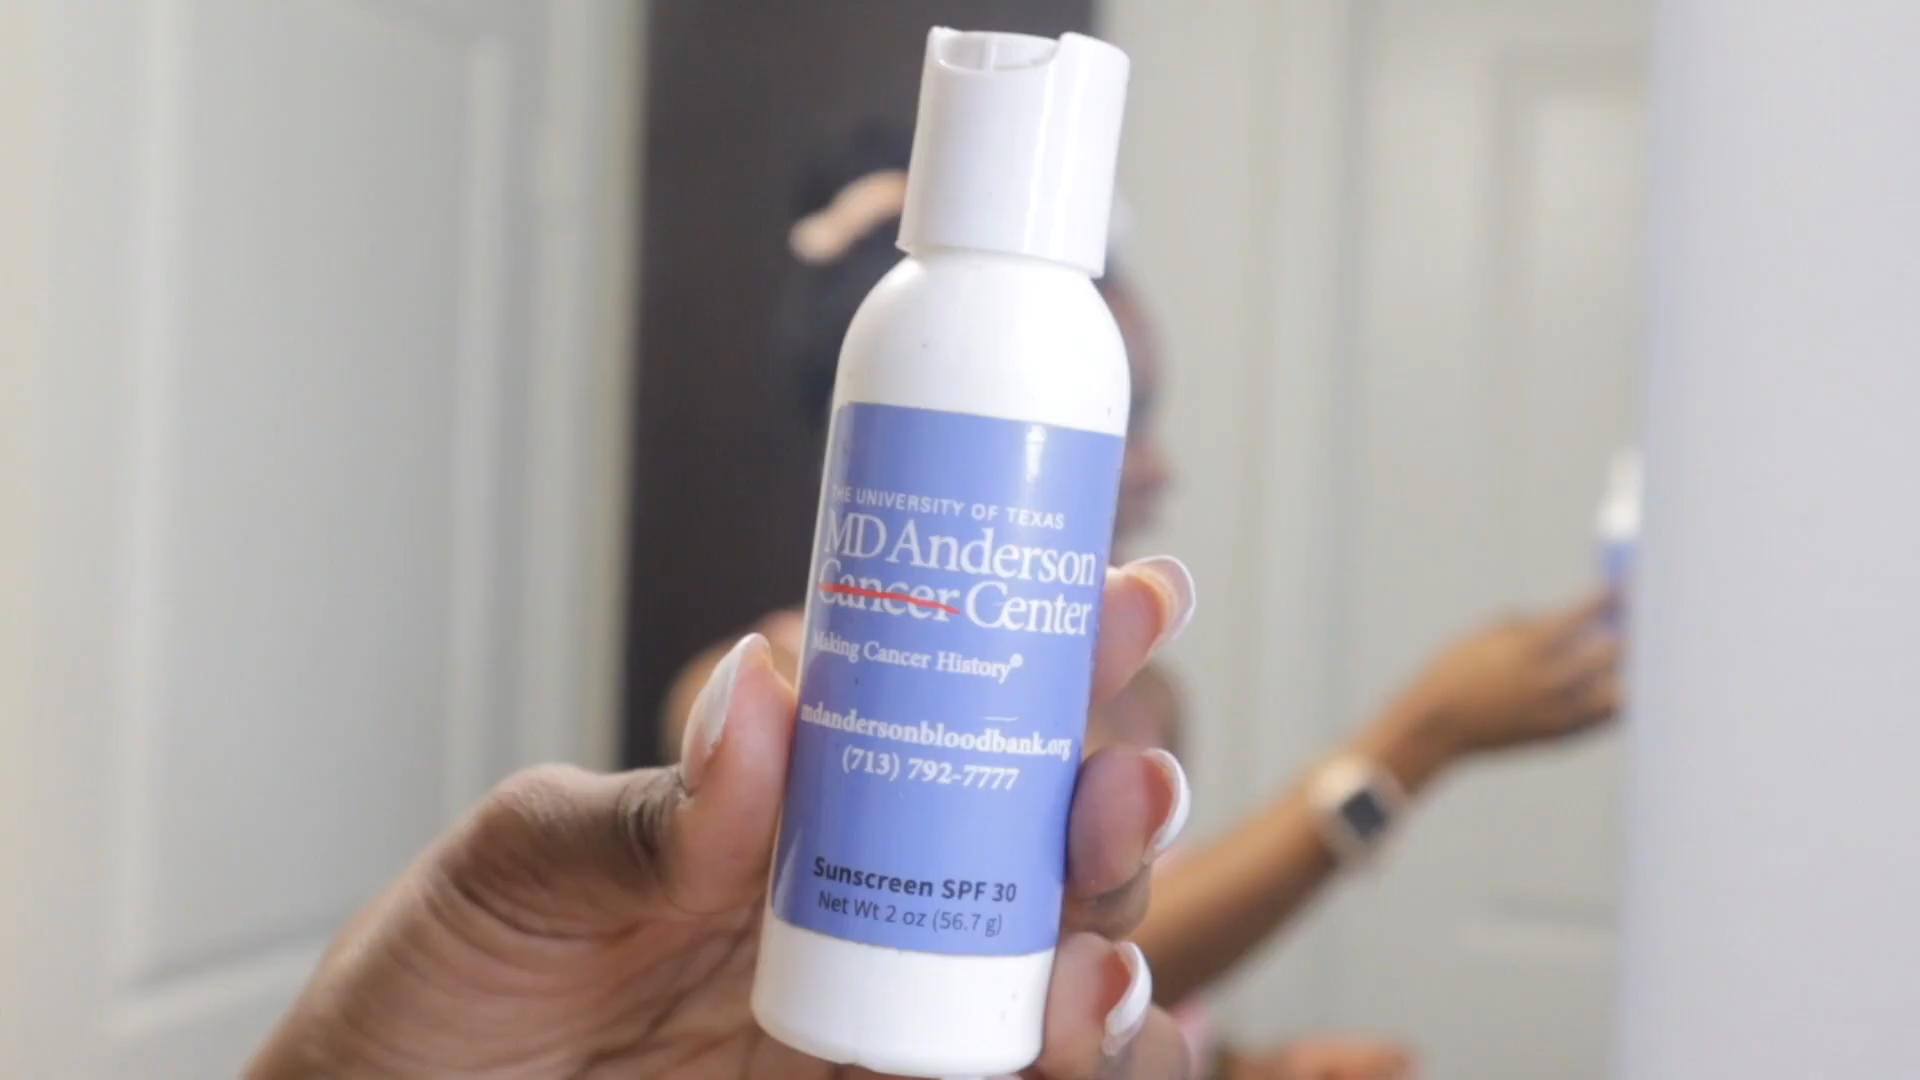 THE UNIVERSITY OF TEXAS
MD Anderson
Cancer Center
Making Cancer History®
mdandersonbloodbank.org
(713) 792-7777
Sunscreen SPF 30
Net Wt 2 oz (56.7 g)